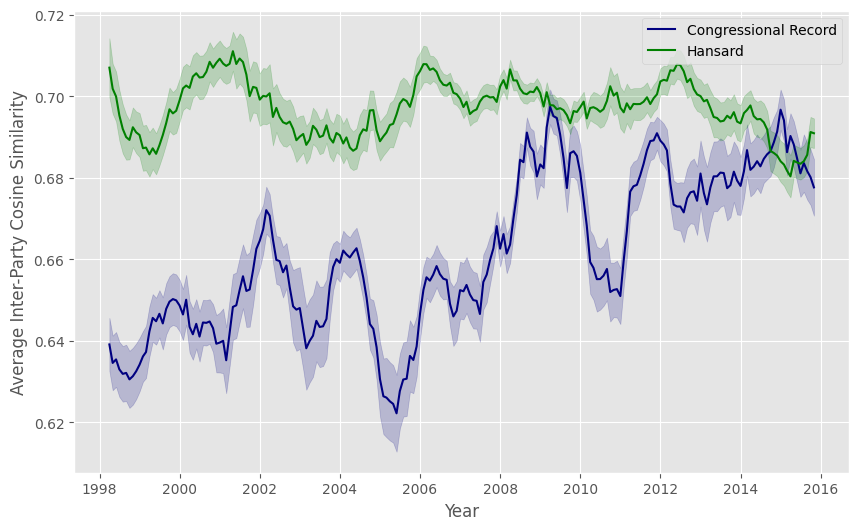 0.72
0.70
0.68
0.66
0.64
0.62
Average Inter-Party Cosine Similarity
Congressional Record
Hansard
1998 2000 2002 2004 2006 2008 2010 2012 2014 2016
Year